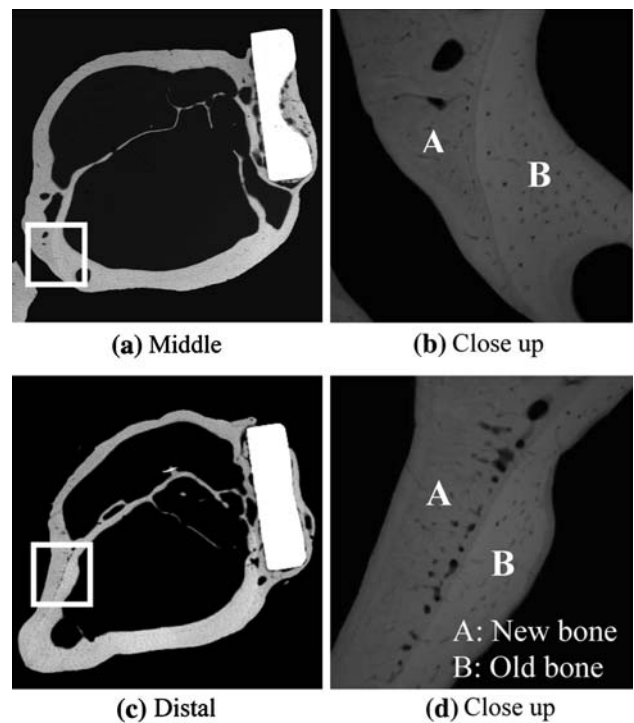 A
B
(a) Middle
(b) Close up
A
B
A: New bone
B: Old bone
(c) Distal
(d) Close up